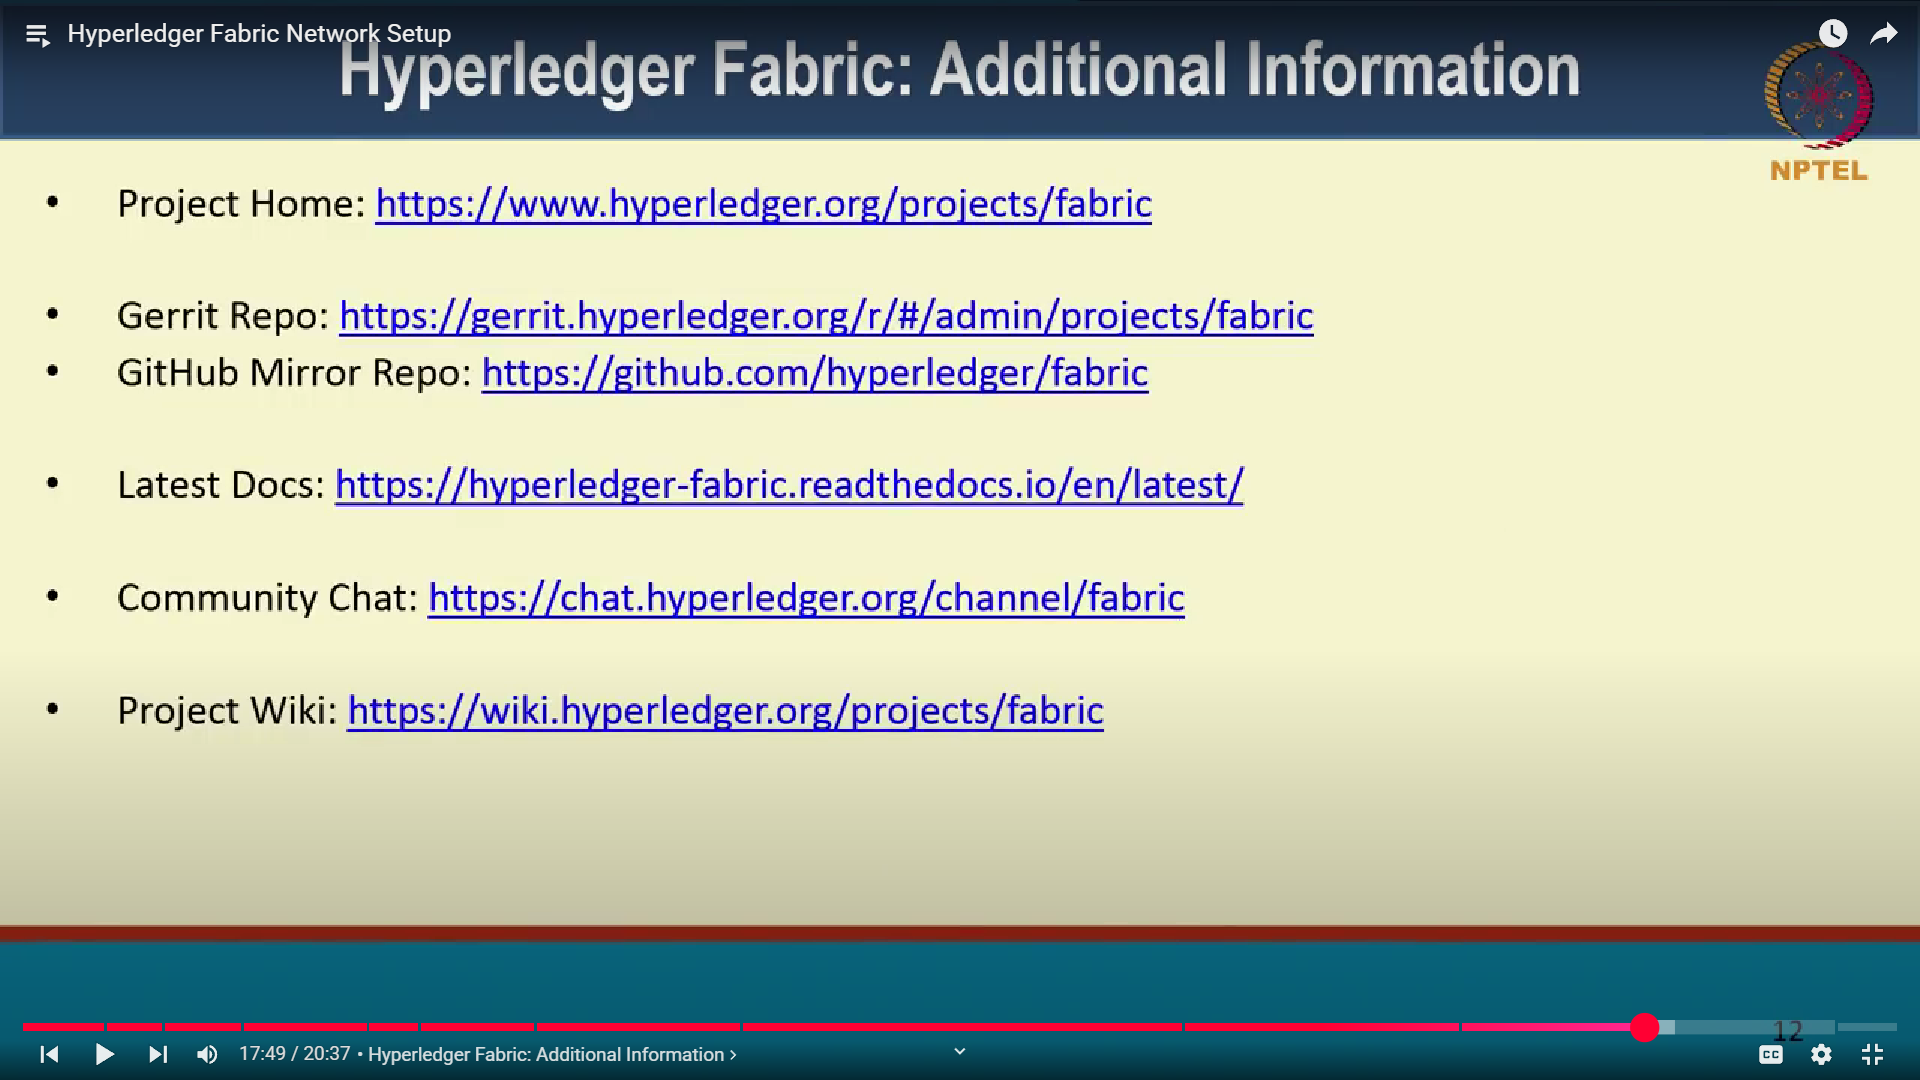 Hyperledger Fabric Network Setup
Hyperledger Fabric: Additional Information
NPTEL
• Project Home: https://www.hyperledger.org/projects/fabric
• Gerrit Repo: https://gerrit.hyperledger.org/r/#/admin/projects/fabric
• GitHub Mirror Repo: https://github.com/hyperledger/fabric
• Latest Docs: https://hyperledger-fabric.readthedocs.io/en/latest/
• Community Chat: https://chat.hyperledger.org/channel/fabric
• Project Wiki: https://wiki.hyperledger.org/projects/fabric
12
17:49 / 20:37 • Hyperledger Fabric: Additional Information ›
CC